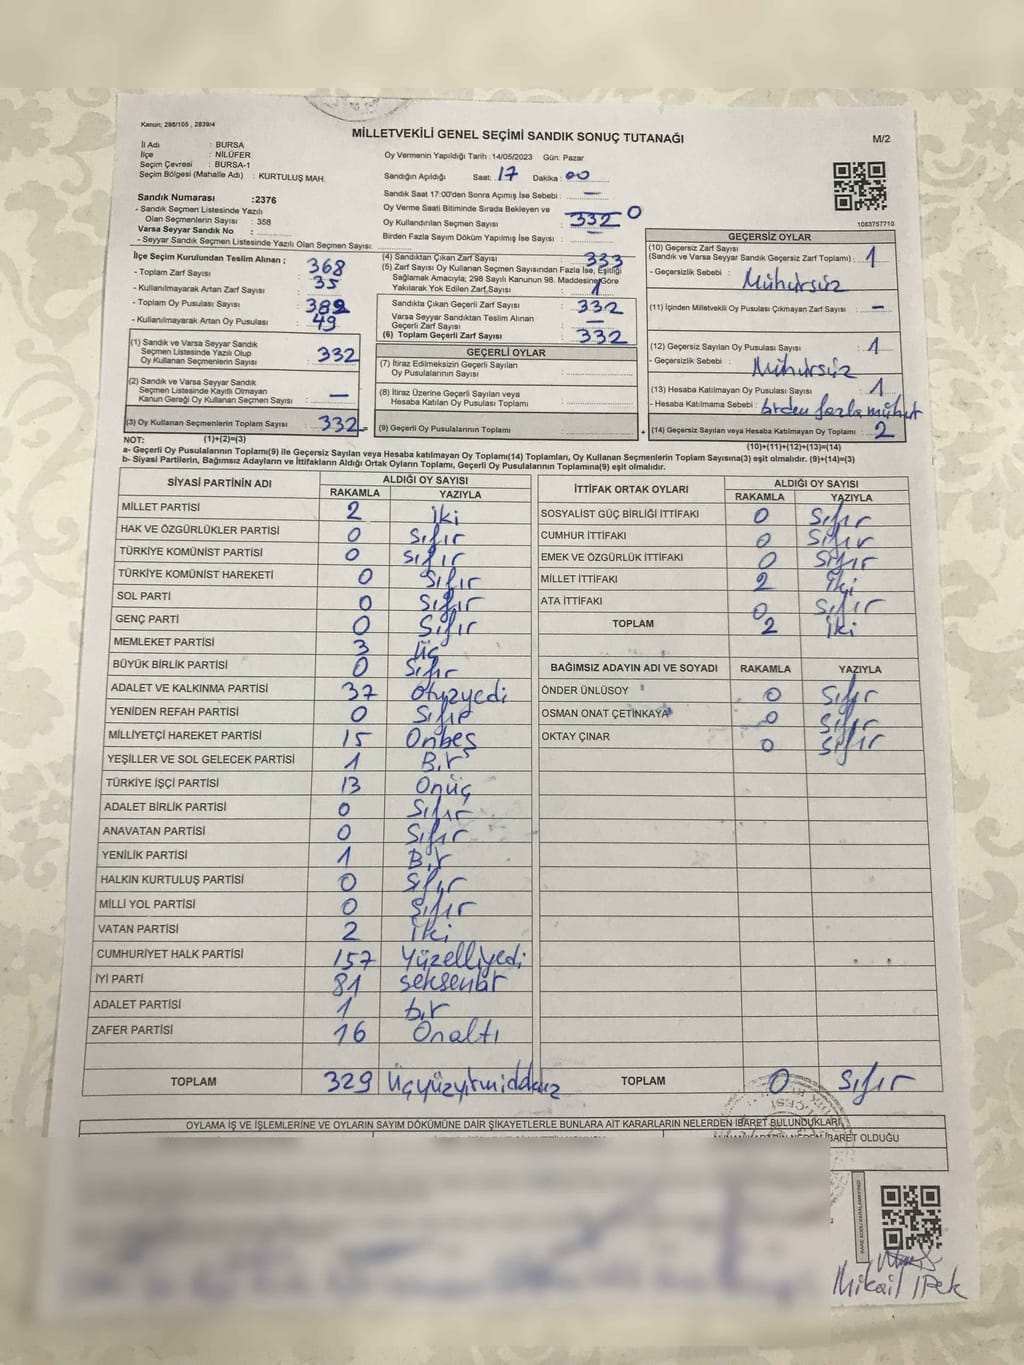 Kanun; 298/105 , 2839/4
MİLLETVEKİLİ GENEL SEÇİMİ SANDIK SONUÇ TUTANAĞI
M/2
İl Adı : BURSA
İlçe : NİLÜFER
Seçim Çevresi : BURSA-1
Seçim Bölgesi (Mahalle Adı) : KURTULUŞ MAH.
Oy Vermenin Yapıldığı Tarih : 14/05/2023 Gün: Pazar
Sandığın Açıldığı Saat: 17 Dakika: 00
Sandık Saat 17:00'den Sonra Açımış İse Sebebi : —
Oy Verme Saati Bitiminde Sırada Bekleyen ve
Oy Kullandırılan Seçmen Sayısı : 332 0
Birden Fazla Sayım Döküm Yapılmış İse Sayısı : —
1083757710
Sandık Numarası :2376
- Sandık Seçmen Listesinde Yazılı
Olan Seçmenlerin Sayısı : 358
Varsa Seyyar Sandık No :
- Seyyar Sandık Seçmen Listesinde Yazılı Olan Seçmen Sayısı:
İlçe Seçim Kurulundan Teslim Alınan ;
- Toplam Zarf Sayısı : 368
- Kullanılmayarak Artan Zarf Sayısı : 35
- Toplam Oy Pusulası Sayısı :
- Kullanılmayarak Artan Oy Pusulası : 49
(1) Sandık ve Varsa Seyyar Sandık
Seçmen Listesinde Yazılı Olup
Oy Kullanan Seçmenlerin Sayısı : 332
(2) Sandık ve Varsa Seyyar Sandık
Seçmen Listesinde Kayıtlı Olmayan
Kanun Gereği Oy Kullanan Seçmen Sayısı : —
(3) Oy Kullanan Seçmenlerin Toplam Sayısı : 332 =
(4) Sandıktan Çıkan Zarf Sayısı : 333
(5) Zarf Sayısı Oy Kullanan Seçmen Sayısından Fazla İse, Eşitliği
Sağlamak Amacıyla; 298 Sayılı Kanunun 98. Maddesine Göre
Yakılarak Yok Edilen Zarf Sayısı : 1
Sandıkta Çıkan Geçerli Zarf Sayısı : 332
Varsa Seyyar Sandıktan Teslim Alınan
Geçerli Zarf Sayısı : —
(6) Toplam Geçerli Zarf Sayısı : 332
GEÇERLİ OYLAR
(7) İtiraz Edilmeksizin Geçerli Sayılan
Oy Pusulalarının Sayısı :
(8) İtiraz Üzerine Geçerli Sayılan veya
Hesaba Katılan Oy Pusulası Toplamı :
(9) Geçerli Oy Pusulalarının Toplamı : +
GEÇERSİZ OYLAR
(10) Geçersiz Zarf Sayısı
(Sandık ve Varsa Seyyar Sandık Geçersiz Zarf Toplamı) : 1
- Geçersizlik Sebebi : Mühürsüz
(11) İçinden Milletvekili Oy Pusulası Çıkmayan Zarf Sayısı : —
(12) Geçersiz Sayılan Oy Pusulası Sayısı : 1
- Geçersizlik Sebebi : Mühürsüz
(13) Hesaba Katılmayan Oy Pusulası Sayısı : 1
- Hesaba Katılmama Sebebi : birden fazla mühür
(14) Geçersiz Sayılan veya Hesaba Katılmayan Oy Toplamı : 2
NOT: (1)+(2)=(3)
(10)+(11)+(12)+(13)=(14)
a- Geçerli Oy Pusulalarının Toplamı(9) ile Geçersiz Sayılan veya Hesaba katılmayan Oy Toplamı(14) Toplamları, Oy Kullanan Seçmenlerin Toplam Sayısına(3) eşit olmalıdır. (9)+(14)=(3)
b- Siyasi Partilerin, Bağımsız Adayların ve İttifakların Aldığı Ortak Oyların Toplamı, Geçerli Oy Pusulalarının Toplamına(9) eşit olmalıdır.
SİYASİ PARTİNİN ADI ALDIĞI OY SAYISI
RAKAMLA YAZIYLA
MİLLET PARTİSİ 2 iki
HAK VE ÖZGÜRLÜKLER PARTİSİ 0 Sıfır
TÜRKİYE KOMÜNİST PARTİSİ 0 Sıfır
TÜRKİYE KOMÜNİST HAREKETİ 0 Sıfır
SOL PARTİ 0 Sıfır
GENÇ PARTİ 0 Sıfır
MEMLEKET PARTİSİ 3 üç
BÜYÜK BİRLİK PARTİSİ 0 Sıfır
ADALET VE KALKINMA PARTİSİ 37 Otuzyedi
YENİDEN REFAH PARTİSİ 0 Sıfır
MİLLİYETÇİ HAREKET PARTİSİ 15 Onbeş
YEŞİLLER VE SOL GELECEK PARTİSİ 1 Bir
TÜRKİYE İŞÇİ PARTİSİ 13 Onüç
ADALET BİRLİK PARTİSİ 0 Sıfır
ANAVATAN PARTİSİ 0 Sıfır
YENİLİK PARTİSİ 1 Bir
HALKIN KURTULUŞ PARTİSİ 0 Sıfır
MİLLİ YOL PARTİSİ 0 Sıfır
VATAN PARTİSİ 2 İki
CUMHURİYET HALK PARTİSİ 157 Yüzelliyedi
İYİ PARTİ 81 seksenbir
ADALET PARTİSİ 1 bir
ZAFER PARTİSİ 16 Onaltı
TOPLAM 329 Üçyüzyirmidokuz
İTTİFAK ORTAK OYLARI ALDIĞI OY SAYISI
RAKAMLA YAZIYLA
SOSYALİST GÜÇ BİRLİĞİ İTTİFAKI 0 Sıfır
CUMHUR İTTİFAKI 0 Sıfır
EMEK VE ÖZGÜRLÜK İTTİFAKI 0 Sıfır
MİLLET İTTİFAKI 2 İki
ATA İTTİFAKI 0 Sıfır
TOPLAM 2 İki
BAĞIMSIZ ADAYIN ADI VE SOYADI RAKAMLA YAZIYLA
ÖNDER ÜNLÜSOY 0 Sıfır
OSMAN ONAT ÇETİNKAYA 0 Sıfır
OKTAY ÇINAR 0 Sıfır
TOPLAM 0 Sıfır
OYLAMA İŞ VE İŞLEMLERİNE VE OYLARIN SAYIM DÖKÜMÜNE DAİR ŞİKAYETLERLE BUNLARA AİT KARARLARIN NELERDEN İBARET BULUNDUKLARI
İBARET OLDUĞU
KARE KODU KARALAMAYINIZ!
Mikail İPek